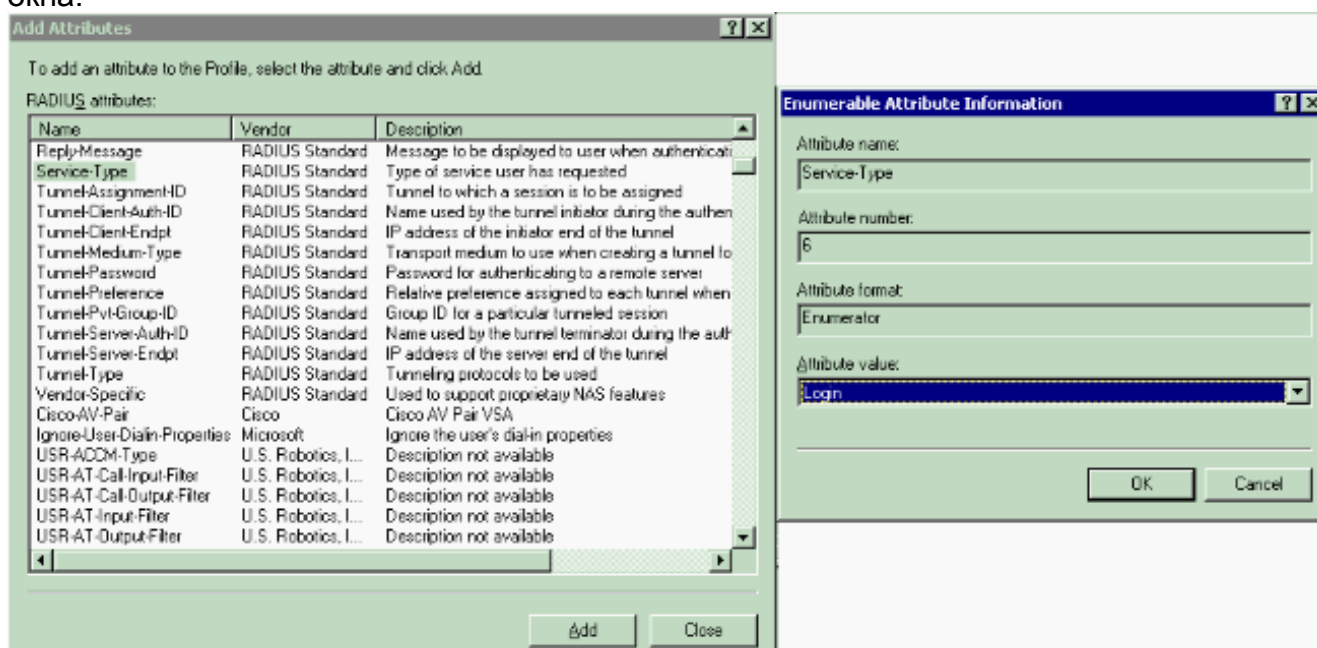 окна.
Add Attributes
To add an attribute to the Profile, select the attribute and click Add.
RADIUS attributes:
Name Vendor Description
Reply-Message RADIUS Standard Message to be displayed to user when authenticati
Service-Type RADIUS Standard Type of service user has requested
Tunnel-Assignment-ID RADIUS Standard Tunnel to which a session is to be assigned
Tunnel-Client-Auth-ID RADIUS Standard Name used by the tunnel initiator during the authen
Tunnel-Client-Endpt RADIUS Standard IP address of the initiator end of the tunnel
Tunnel-Medium-Type RADIUS Standard Transport medium to use when creating a tunnel fo
Tunnel-Password RADIUS Standard Password for authenticating to a remote server
Tunnel-Preference RADIUS Standard Relative preference assigned to each tunnel when
Tunnel-Pvt-Group-ID RADIUS Standard Group ID for a particular tunneled session
Tunnel-Server-Auth-ID RADIUS Standard Name used by the tunnel terminator during the auth
Tunnel-Server-Endpt RADIUS Standard IP address of the server end of the tunnel
Tunnel-Type RADIUS Standard Tunneling protocols to be used
Vendor-Specific RADIUS Standard Used to support proprietary NAS features
Cisco-AV-Pair Cisco Cisco AV Pair VSA
Ignore-User-Dialin-Properties Microsoft Ignore the user's dial-in properties
USR-ACCM-Type U.S. Robotics, I... Description not available
USR-AT-Call-Input-Filter U.S. Robotics, I... Description not available
USR-AT-Call-Output-Filter U.S. Robotics, I... Description not available
USR-AT-Input-Filter U.S. Robotics, I... Description not available
USR-AT-Output-Filter U.S. Robotics, I... Description not available
Add Close
Enumerable Attribute Information
Attribute name:
Service-Type
Attribute number:
6
Attribute format:
Enumerator
Attribute value:
Login
OK Cancel